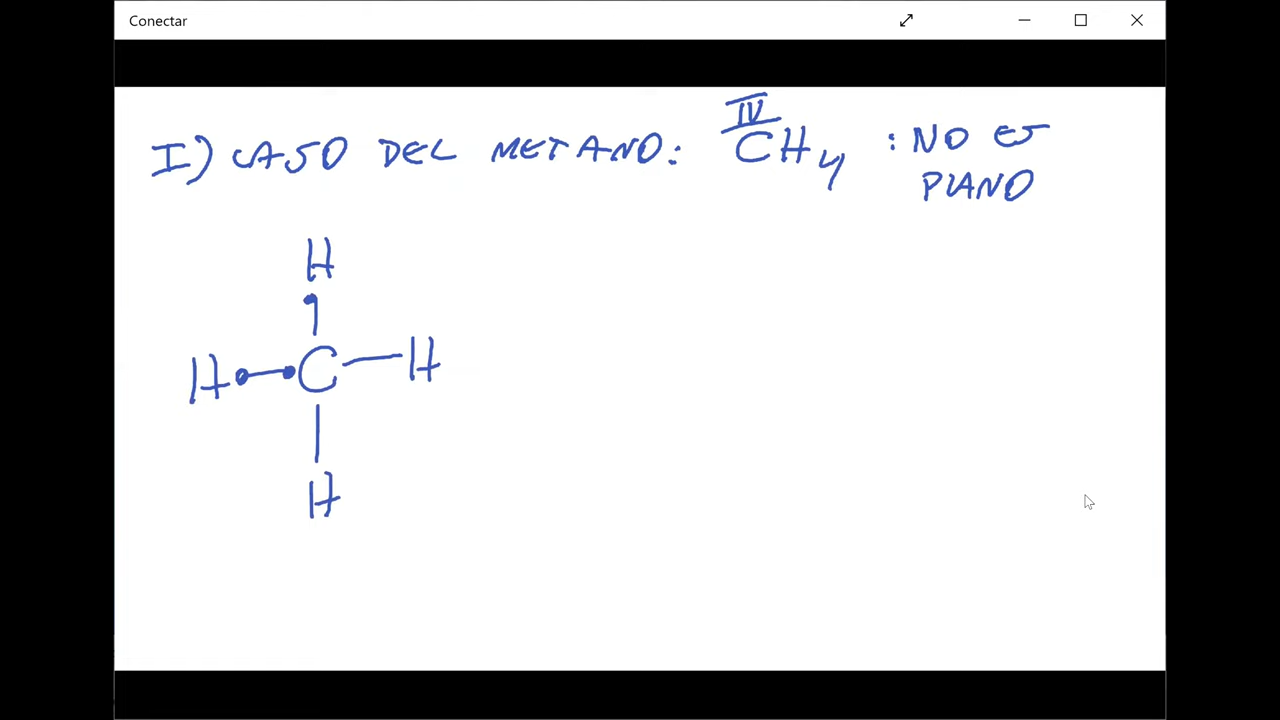 Conectar
IV
I) CASO DEL METANO: CH4 : NO ES
PLANO
H
H C H
H